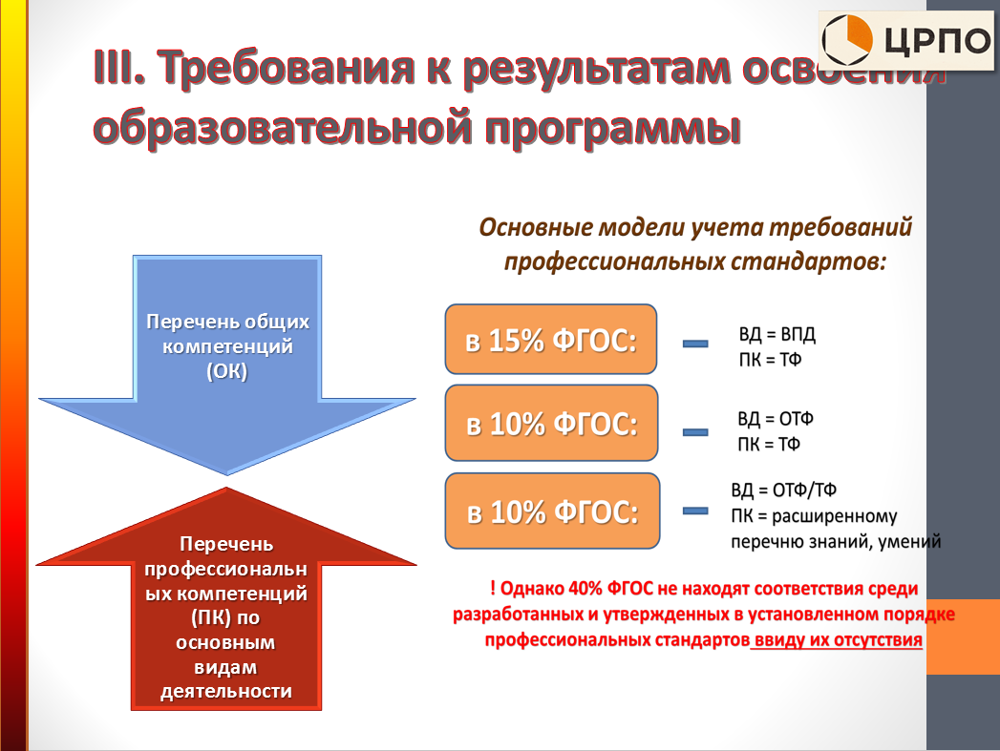 ЦРПО
III. Требования к результатам освоения
образовательной программы
Перечень общих
компетенций
(ОК)
Перечень
профессиональн
ых компетенций
(ПК) по
основным
видам
деятельности
Основные модели учета требований
профессиональных стандартов:
в 15% ФГОС:
ВД = ВПД
ПК = ТФ
в 10% ФГОС:
ВД = ОТФ
ПК = ТФ
в 10% ФГОС:
ВД = ОТФ/ТФ
ПК = расширенному
перечню знаний, умений
! Однако 40% ФГОС не находят соответствия среди
разработанных и утвержденных в установленном порядке
профессиональных стандартов ввиду их отсутствия